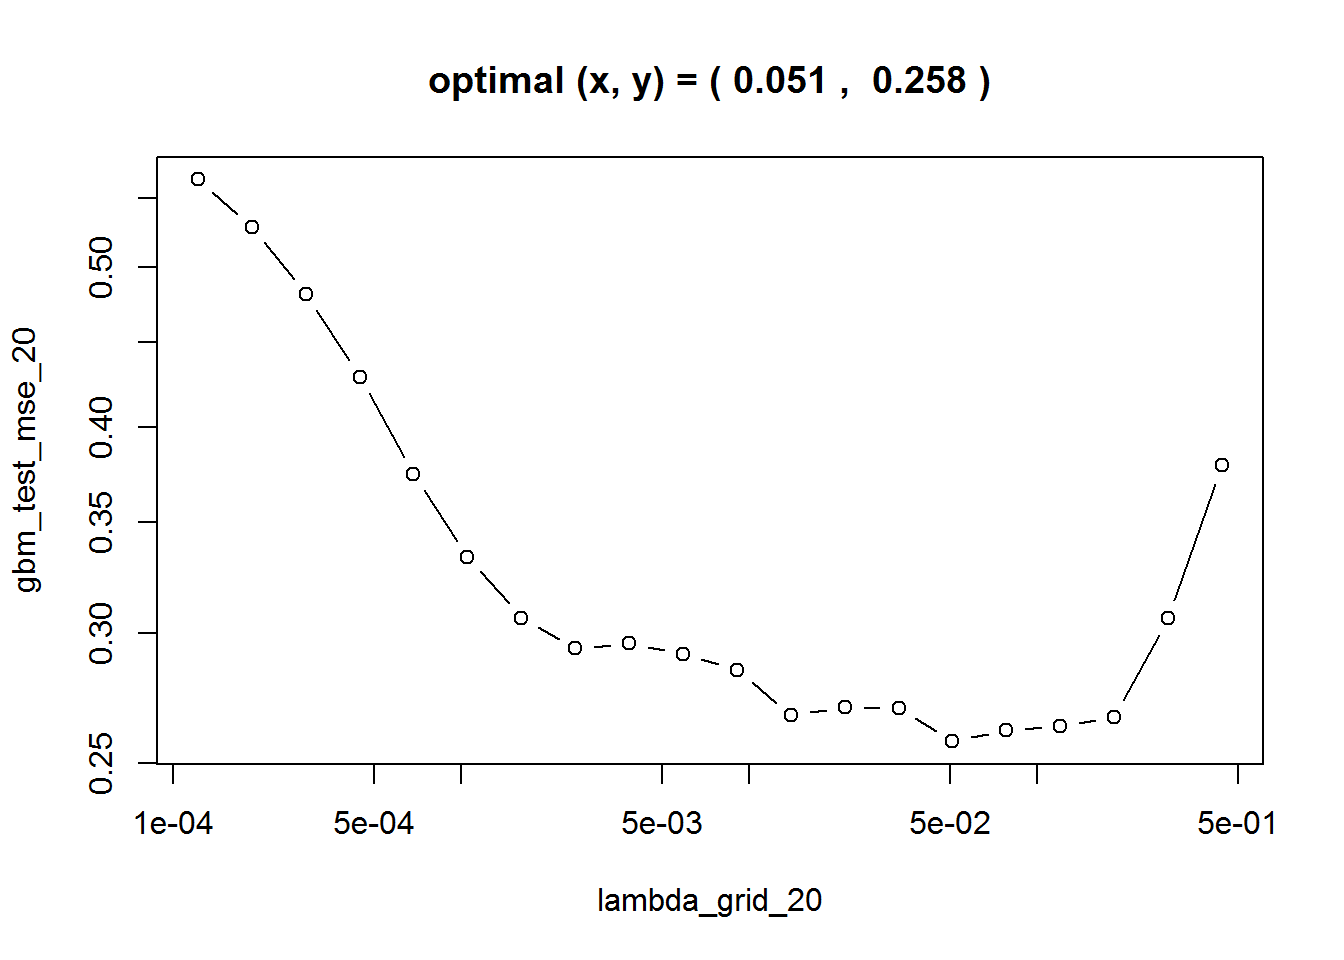 optimal (x, y) = ( 0.051 ,  0.258 )
gbm_test_mse_20
0.50
0.40
0.35
0.30
0.25
1e-04
5e-04
5e-03
5e-02
5e-01
lambda_grid_20